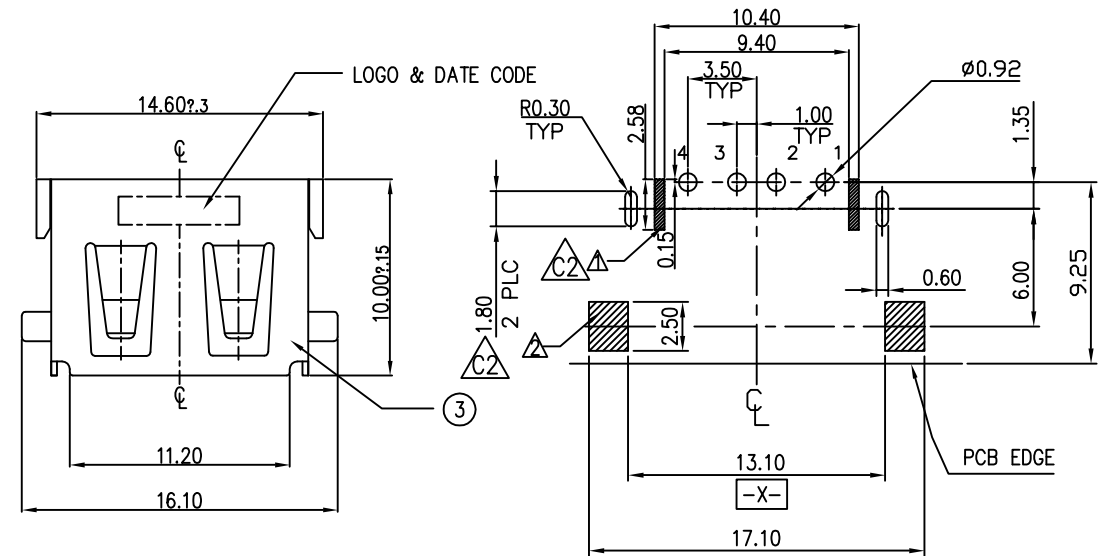 LOGO & DATE CODE
14.60?.3
℄
10.00?.15
℄
3
11.20
16.10
10.40
9.40
3.50
TYP
Ø0.92
R0.30
TYP
2.58
1.00
TYP
1.35
4 3 2 1
0.15
C2 1
1.80
2 PLC
0.60
6.00
9.25
2.50
C2 2
℄
PCB EDGE
13.10
-X-
17.10